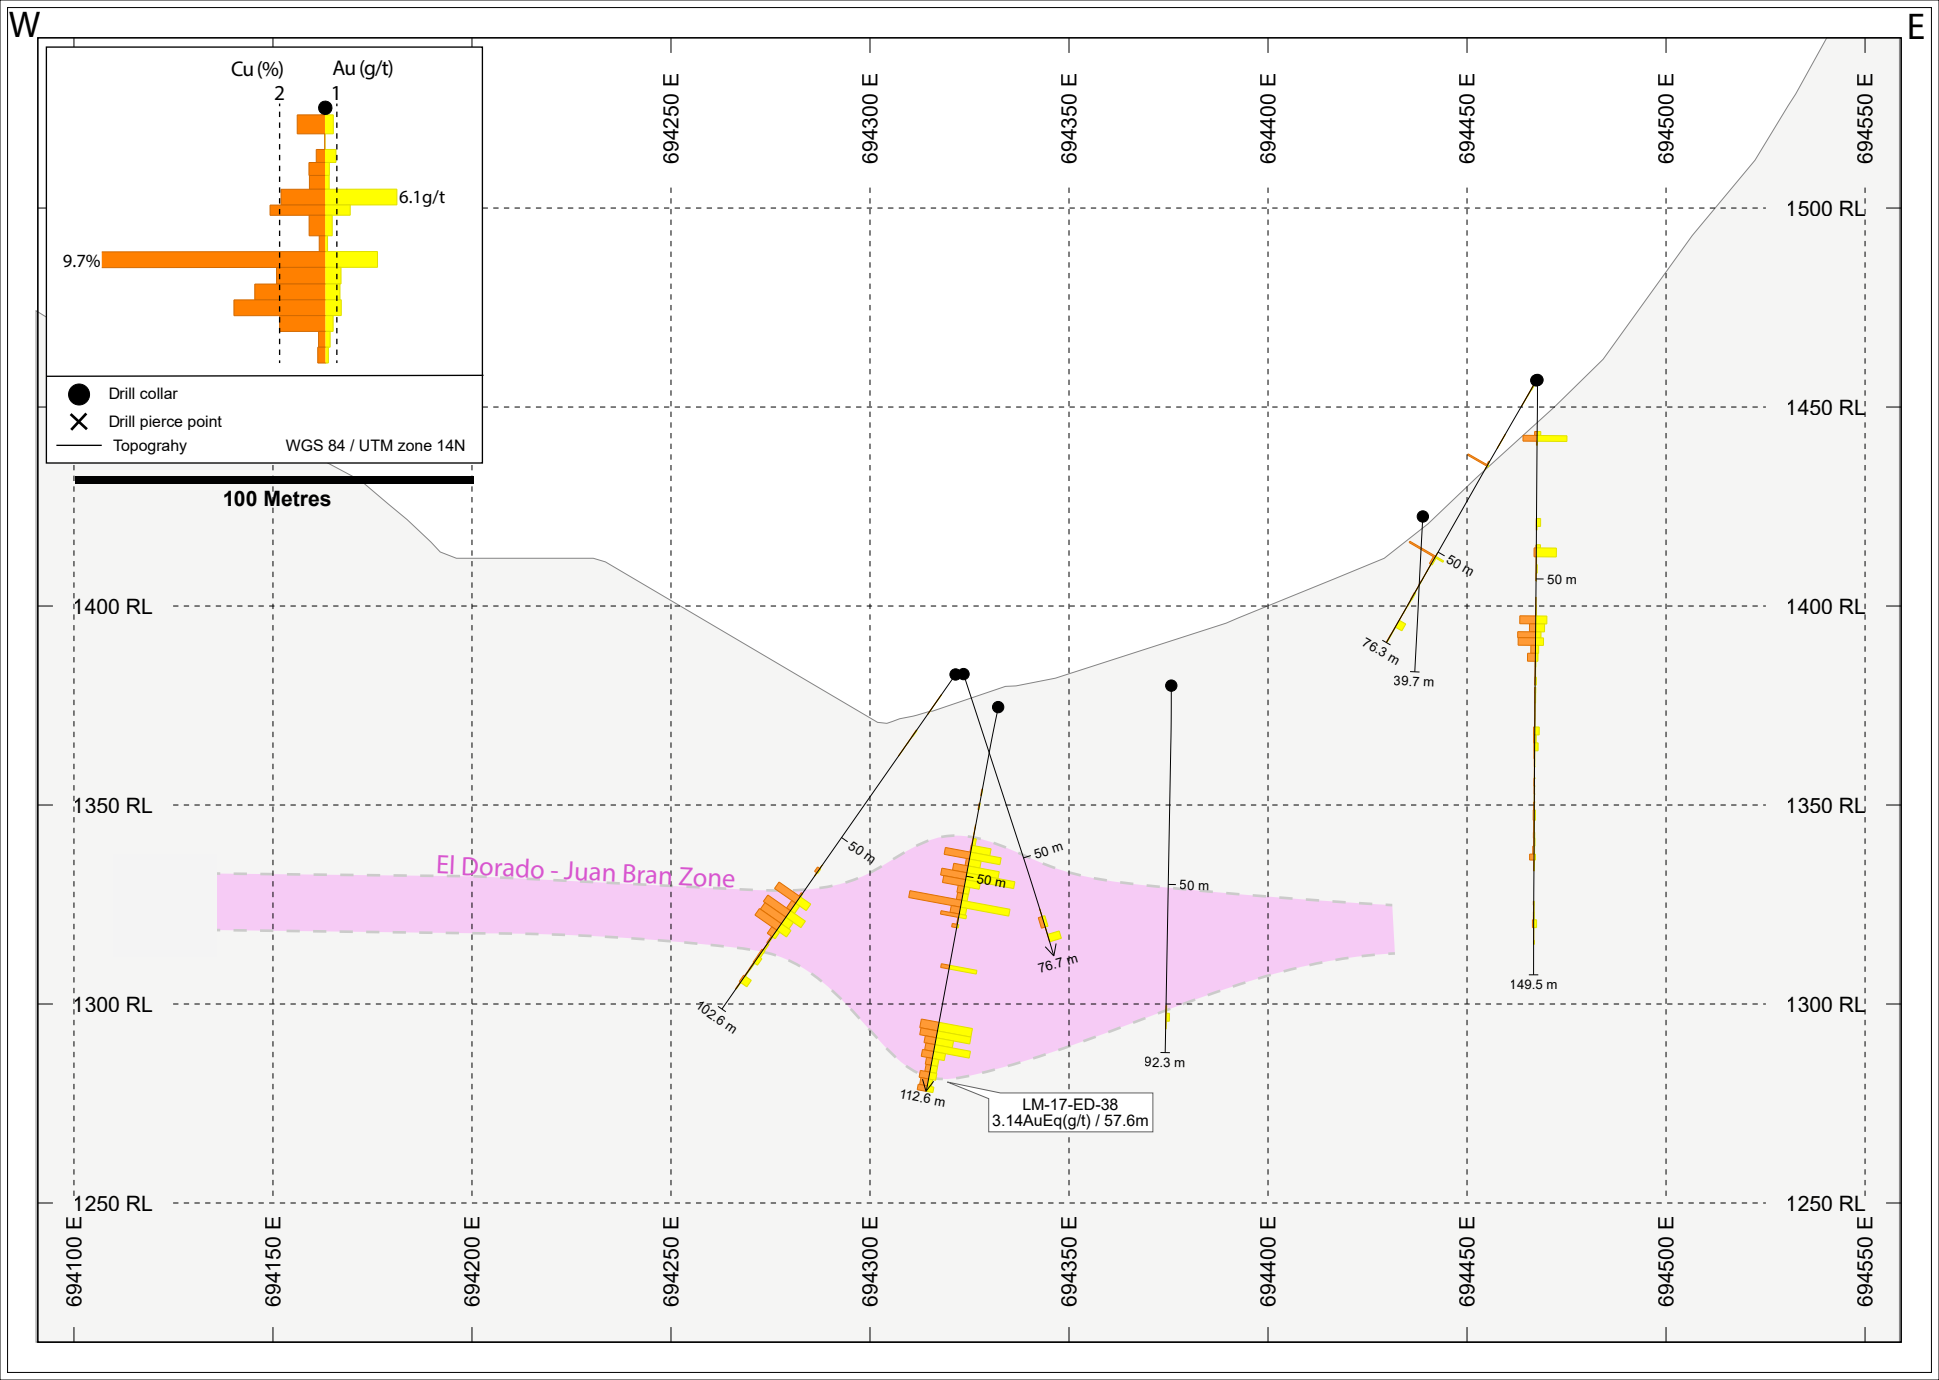 W
E
Cu (%)
Au (g/t)
2
1
6.1g/t
9.7%
Drill collar
Drill pierce point
Topograhy
WGS 84 / UTM zone 14N
100 Metres
694250 E
694300 E
694350 E
694400 E
694450 E
694500 E
694550 E
1500 RL
1450 RL
1400 RL
1400 RL
50 m
50 m
76.3 m
39.7 m
1350 RL
1350 RL
50 m
50 m
50 m
50 m
El Dorado - Juan Bran Zone
76.7 m
149.5 m
1300 RL
1300 RL
102.6 m
92.3 m
112.6 m
LM-17-ED-38
3.14AuEq(g/t) / 57.6m
1250 RL
1250 RL
694100 E
694150 E
694200 E
694250 E
694300 E
694350 E
694400 E
694450 E
694500 E
694550 E